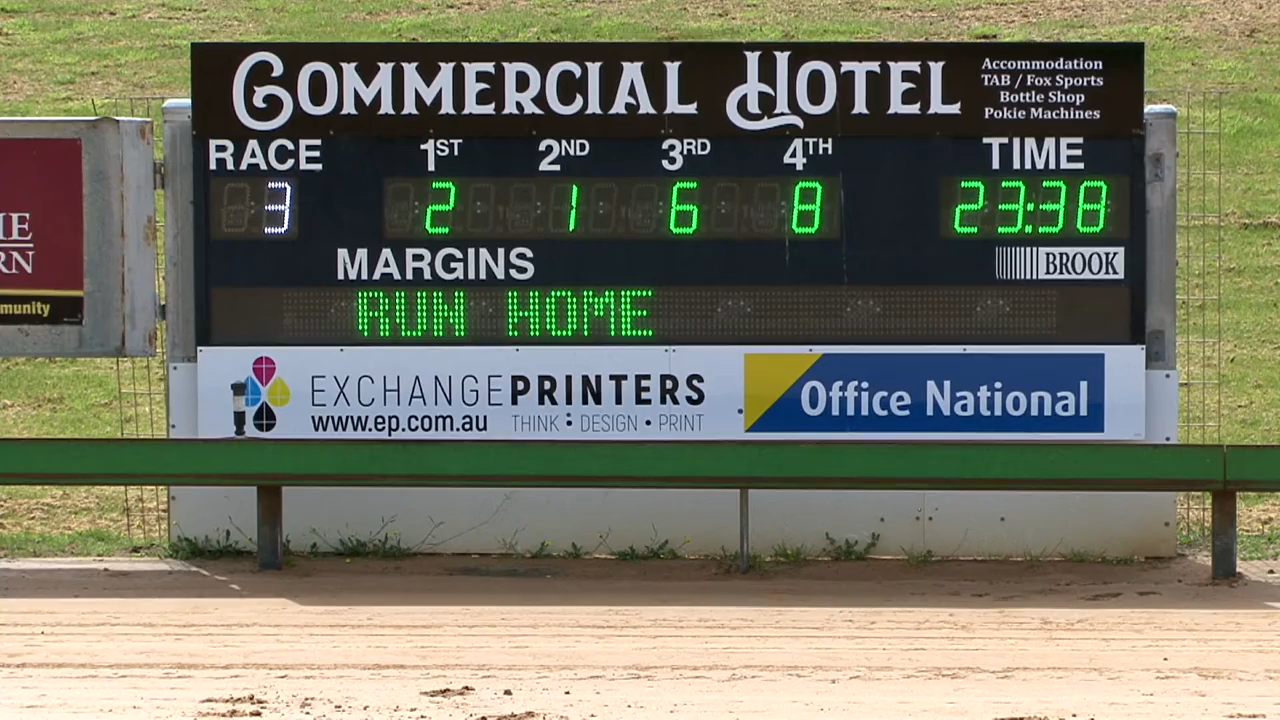 COMMERCIAL HOTEL
Accommodation
TAB / Fox Sports
Bottle Shop
Pokie Machines
RACE 1ST 2ND 3RD 4TH TIME
3 2 1 6 8 23:38
MARGINS BROOK
RUN HOME
EXCHANGEPRINTERS
www.ep.com.au THINK : DESIGN • PRINT
Office National
IE
RN
munity